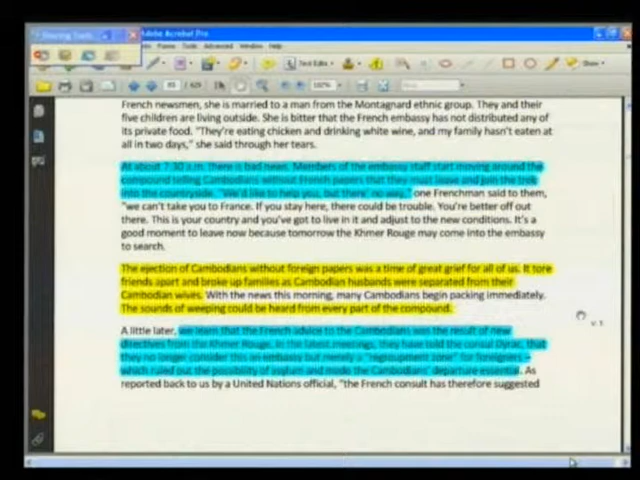 Adobe Acrobat Pro
Forms Tools Advanced Window Help
French newsmen, she is married to a man from the Montagnard ethnic group. They and their
five children are living outside. She is bitter that the French embassy has not distributed any
of its private food. "They're eating chicken and drinking white wine, and my family hasn't eaten at
all in two days," she said through her tears.
At about 7:30 a.m. There is bad news. Members of the embassy staff start moving around the
compound telling Cambodians without French papers that they must leave and join the trek
into the countryside. "We'd like to help you, but there' no way," one Frenchman said to them,
"we can't take you to France. If you stay here, there could be trouble. You're better off out
there. This is your country and you've got to live in it and adjust to the new conditions. It's a
good moment to leave now because tomorrow the Khmer Rouge may come into the embassy
to search.
The ejection of Cambodians without foreign papers was a time of great grief for all of us. It tore
friends apart and broke up families as Cambodian husbands were separated from their
Cambodian wives. With the news this morning, many Cambodians begin packing immediately.
The sounds of weeping could be heard from every part of the compound.
A little later, we learn that the French advice to the Cambodians was the result of new
directives from the Khmer Rouge. In the latest meetings, they have told the consul Dyrac, that
they no longer consider this an embassy but merely a "regroupment zone" for foreigners –
which ruled out the possibility of asylum and made the Cambodians' departure essential. As
reported back to us by a United Nations official, "the French consult has therefore suggested